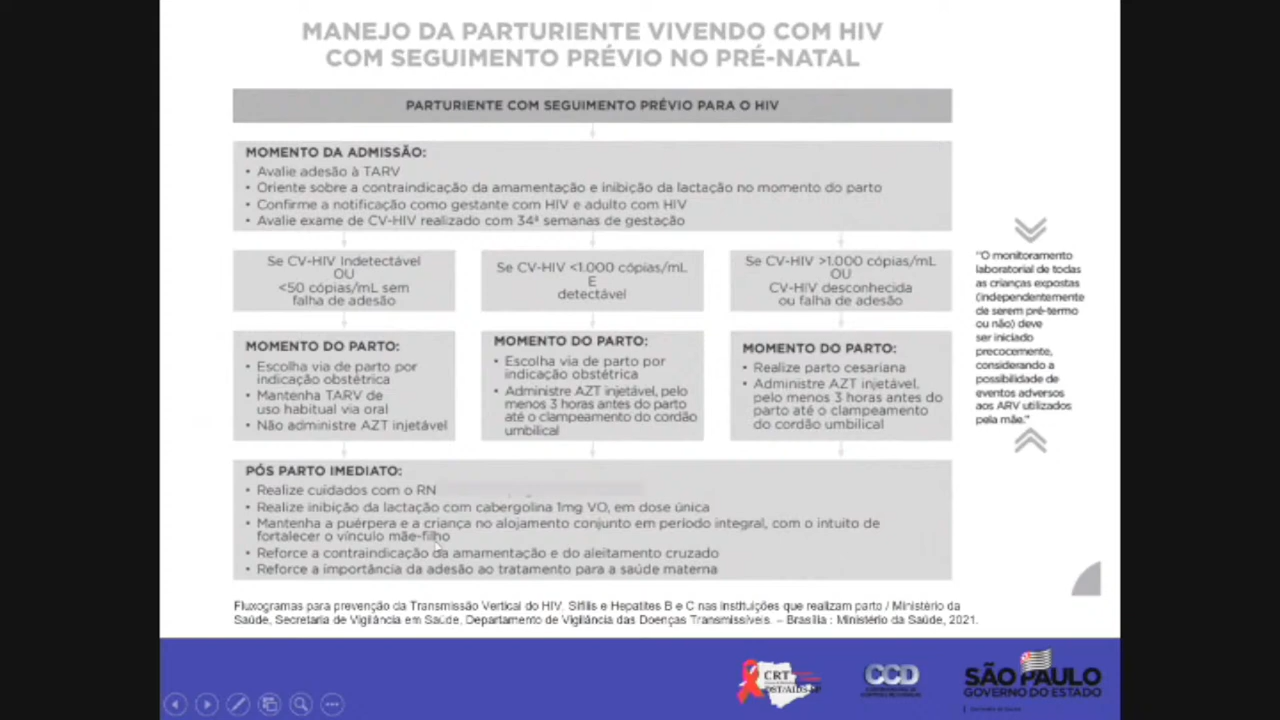 MANEJO DA PARTURIENTE VIVENDO COM HIV
COM SEGUIMENTO PRÉVIO NO PRÉ-NATAL
PARTURIENTE COM SEGUIMENTO PRÉVIO PARA O HIV
MOMENTO DA ADMISSÃO:
• Avalie adesão à TARV
• Oriente sobre a contraindicação da amamentação e inibição da lactação no momento do parto
• Confirme a notificação como gestante com HIV e adulto com HIV
• Avalie exame de CV-HIV realizado com 34ª semanas de gestação
Se CV-HIV Indetectável
OU
<50 cópias/mL sem
falha de adesão
Se CV-HIV <1.000 cópias/mL
E
detectável
Se CV-HIV >1.000 cópias/mL
OU
CV-HIV desconhecida
ou falha de adesão
MOMENTO DO PARTO:
• Escolha via de parto por
indicação obstétrica
• Mantenha TARV de
uso habitual via oral
• Não administre AZT injetável
MOMENTO DO PARTO:
• Escolha via de parto por
indicação obstétrica
• Administre AZT injetável, pelo
menos 3 horas antes do parto
até o clampeamento do cordão
umbilical
MOMENTO DO PARTO:
• Realize parto cesariana
• Administre AZT injetável,
pelo menos 3 horas antes do
parto até o clampeamento
do cordão umbilical
"O monitoramento
laboratorial de todas
as crianças expostas
(independentemente
de serem pré-termo
ou não) deve
ser iniciado
precocemente,
considerando a
possibilidade de
eventos adversos
aos ARV utilizados
pela mãe."
PÓS PARTO IMEDIATO:
• Realize cuidados com o RN
• Realize inibição da lactação com cabergolina 1mg VO, em dose única
• Mantenha a puérpera e a criança no alojamento conjunto em período integral, com o intuito de
fortalecer o vínculo mãe-filho
• Reforce a contraindicação da amamentação e do aleitamento cruzado
• Reforce a importância da adesão ao tratamento para a saúde materna
Fluxogramas para prevenção da Transmissão Vertical do HIV, Sífilis e Hepatites B e C nas instituições que realizam parto / Ministério da
Saúde, Secretaria de Vigilância em Saúde, Departamento de Vigilância das Doenças Transmissíveis. – Brasília : Ministério da Saúde, 2021.
CRT
DST/AIDS-SP
CCD
SÃO PAULO
GOVERNO DO ESTADO